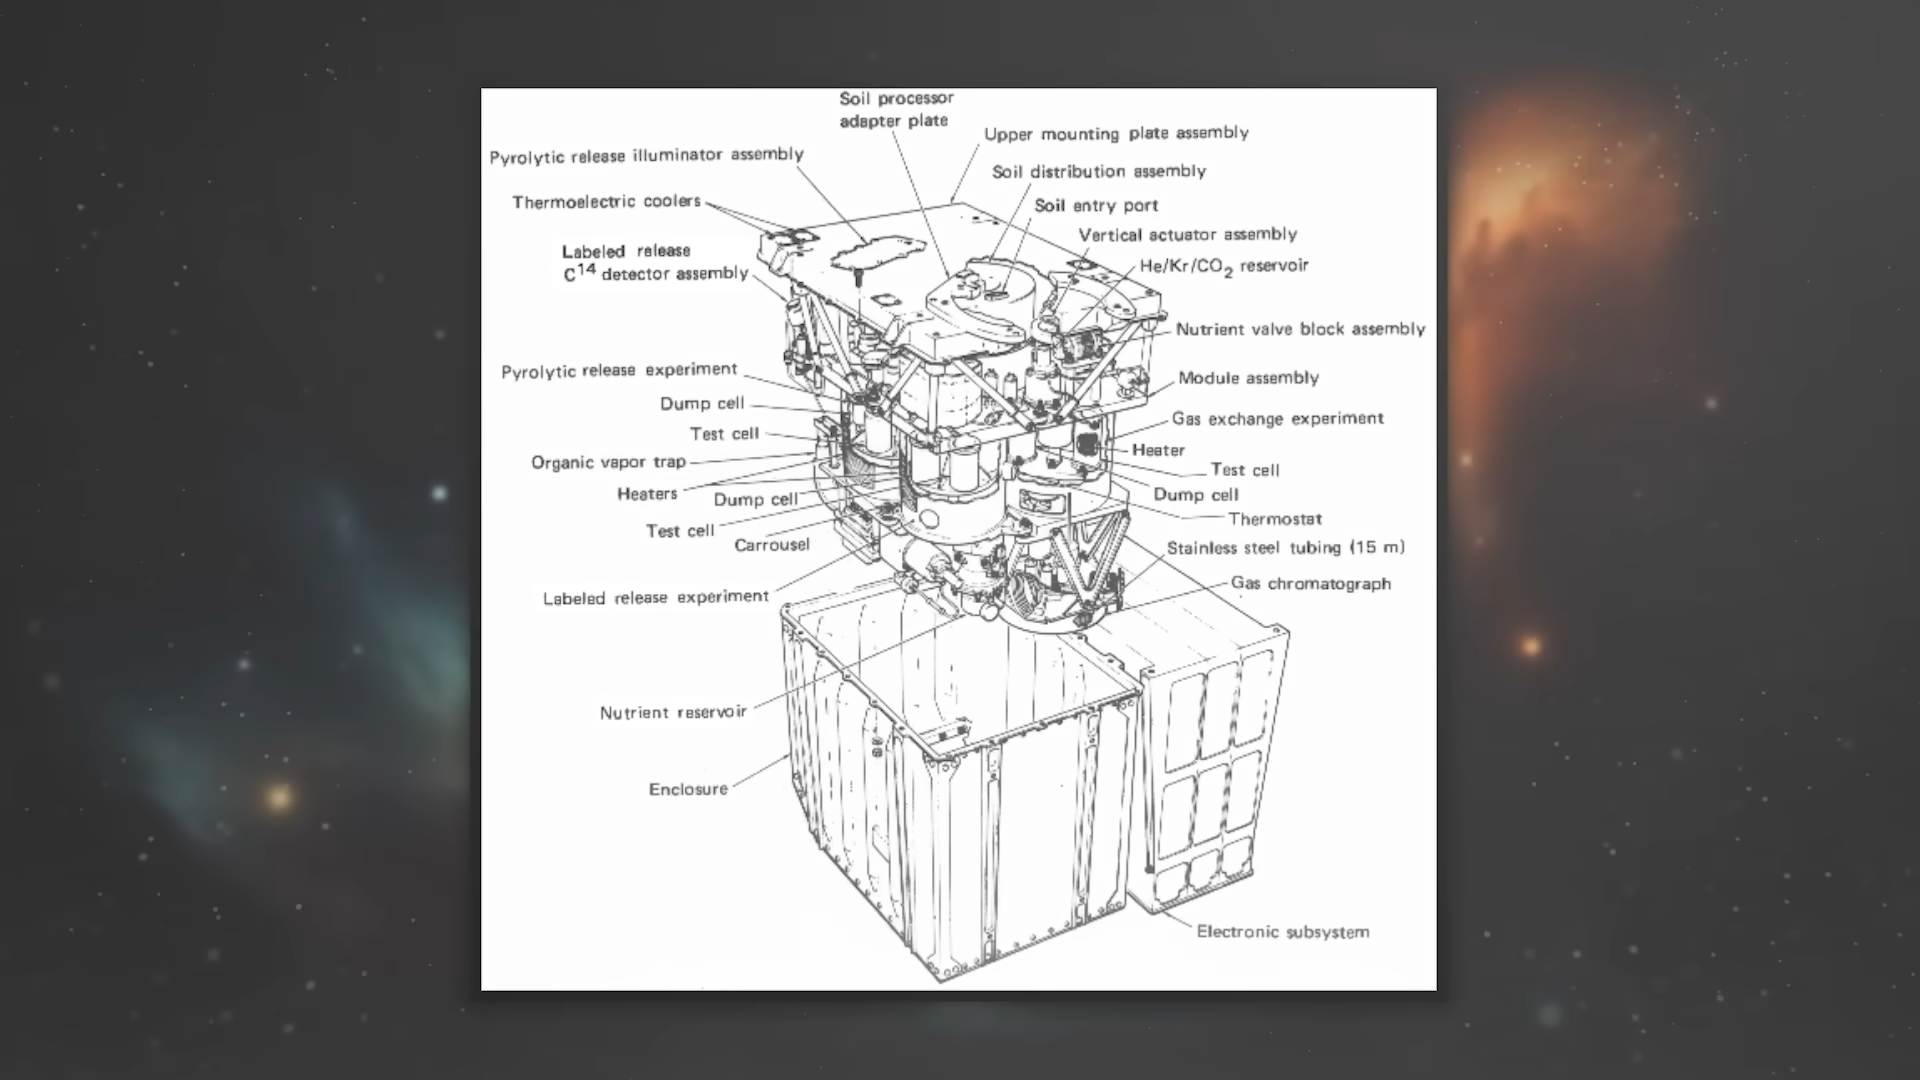 Soil processor
adapter plate
Upper mounting plate assembly
Pyrolytic release illuminator assembly
Soil distribution assembly
Thermoelectric coolers
Soil entry port
Vertical actuator assembly
Labeled release
C14 detector assembly
He/Kr/CO2 reservoir
Nutrient valve block assembly
Pyrolytic release experiment
Module assembly
Dump cell
Gas exchange experiment
Test cell
Heater
Organic vapor trap
Test cell
Heaters
Dump cell
Dump cell
Thermostat
Test cell
Carrousel
Stainless steel tubing (15 m)
Gas chromatograph
Labeled release experiment
Nutrient reservoir
Enclosure
Electronic subsystem